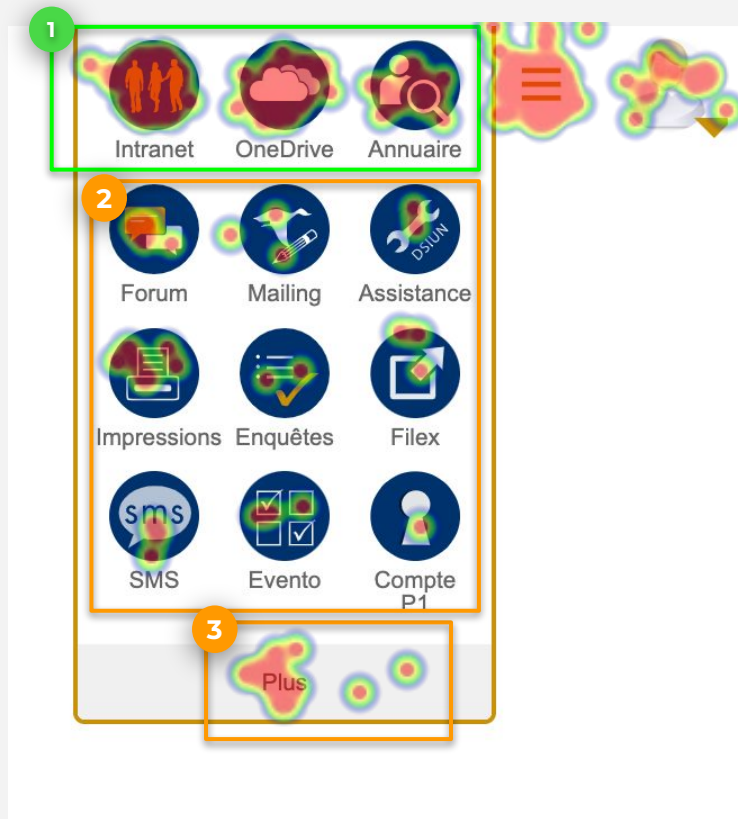 1
Intranet OneDrive Annuaire
2
DSIUN
Forum Mailing Assistance
Impressions Enquêtes Filex
sms
SMS Evento Compte
P1
3
Plus